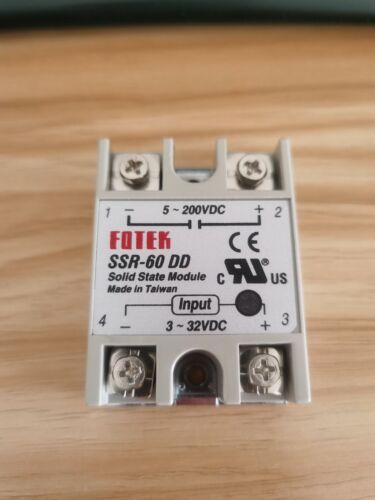 5~200VDC
1 − + 2
FOTEK CE
SSR-60 DD
Solid State Module c RU US
Made in Taiwan
Input
4 − + 3
3~32VDC